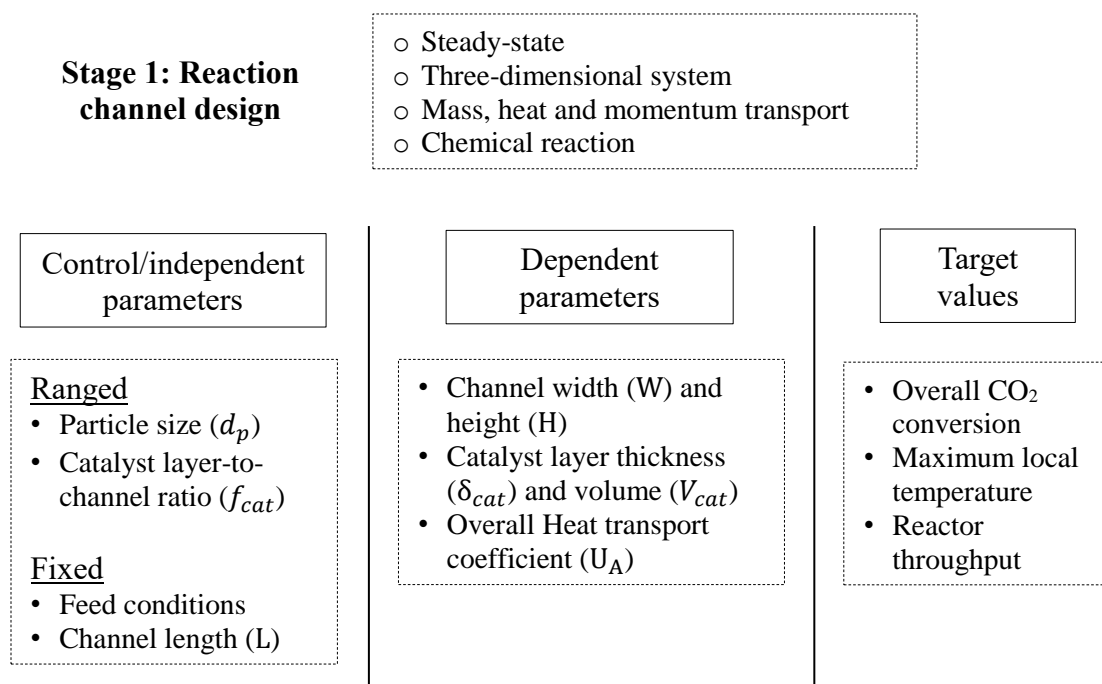 Stage 1: Reaction
channel design
○ Steady-state
○ Three-dimensional system
○ Mass, heat and momentum transport
○ Chemical reaction
Control/independent
parameters
Ranged
• Particle size (d_p)
• Catalyst layer-to-
channel ratio (f_cat)
Fixed
• Feed conditions
• Channel length (L)
Dependent
parameters
• Channel width (W) and
height (H)
• Catalyst layer thickness
(δ_cat) and volume (V_cat)
• Overall Heat transport
coefficient (U_A)
Target
values
• Overall CO₂
conversion
• Maximum local
temperature
• Reactor
throughput